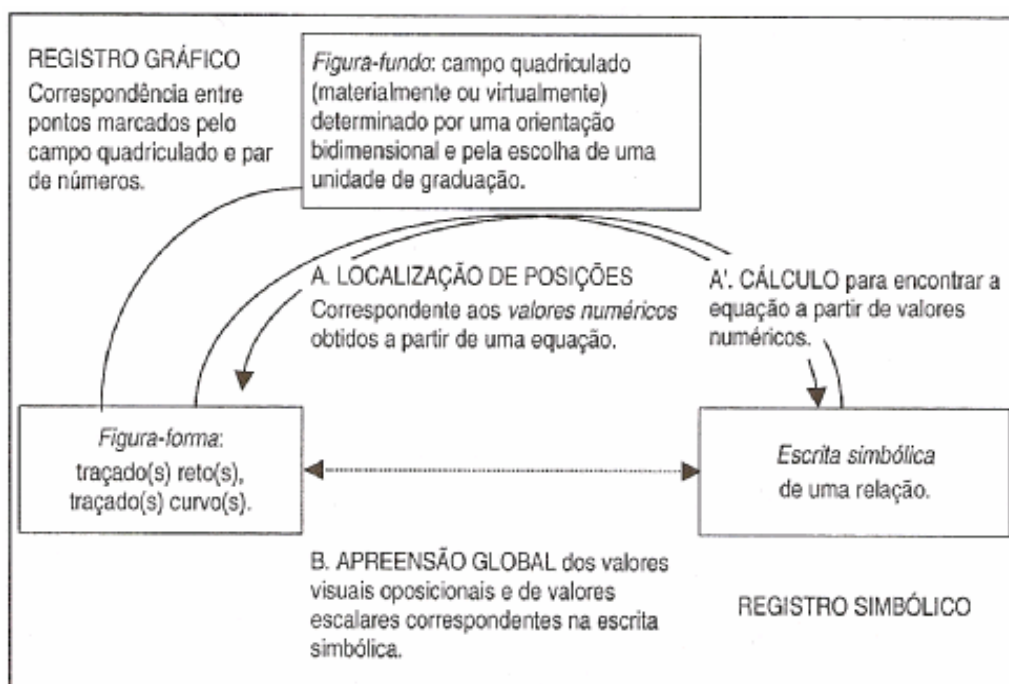 REGISTRO GRÁFICO
Correspondência entre
pontos marcados pelo
campo quadriculado e par
de números.
Figura-fundo: campo quadriculado
(materialmente ou virtualmente)
determinado por uma orientação
bidimensional e pela escolha de uma
unidade de graduação.
A. LOCALIZAÇÃO DE POSIÇÕES
Correspondente aos valores numéricos
obtidos a partir de uma equação.
A'. CÁLCULO para encontrar a
equação a partir de valores
numéricos.
Figura-forma:
traçado(s) reto(s),
traçado(s) curvo(s).
Escrita simbólica
de uma relação.
B. APREENSÃO GLOBAL dos valores
visuais oposicionais e de valores
escalares correspondentes na escrita
simbólica.
REGISTRO SIMBÓLICO